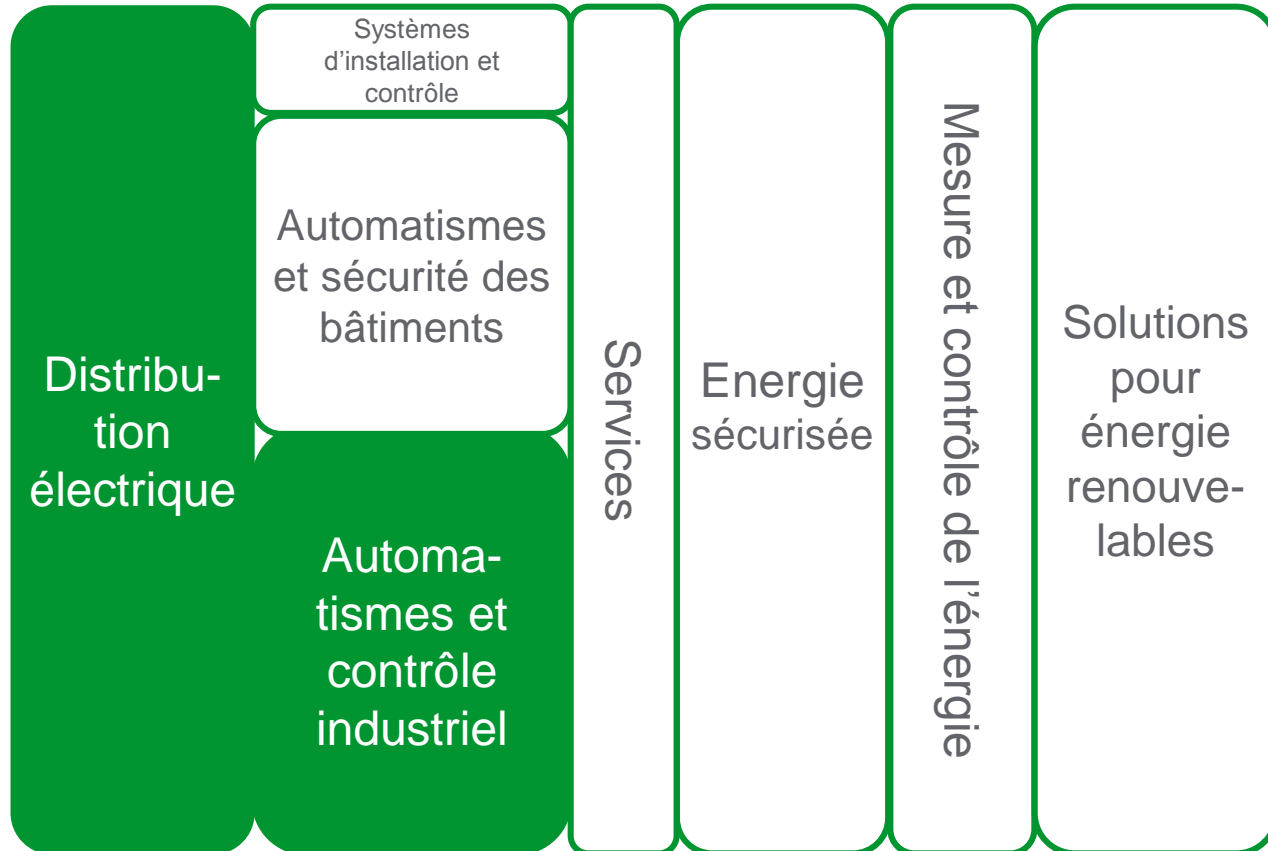 Distribu-
tion
électrique
Systèmes
d’installation et
contrôle
Automatismes
et sécurité des
bâtiments
Automa-
tismes et
contrôle
industriel
Services
Energie
sécurisée
Mesure et contrôle de l’énergie
Solutions
pour
énergie
renouve-
lables